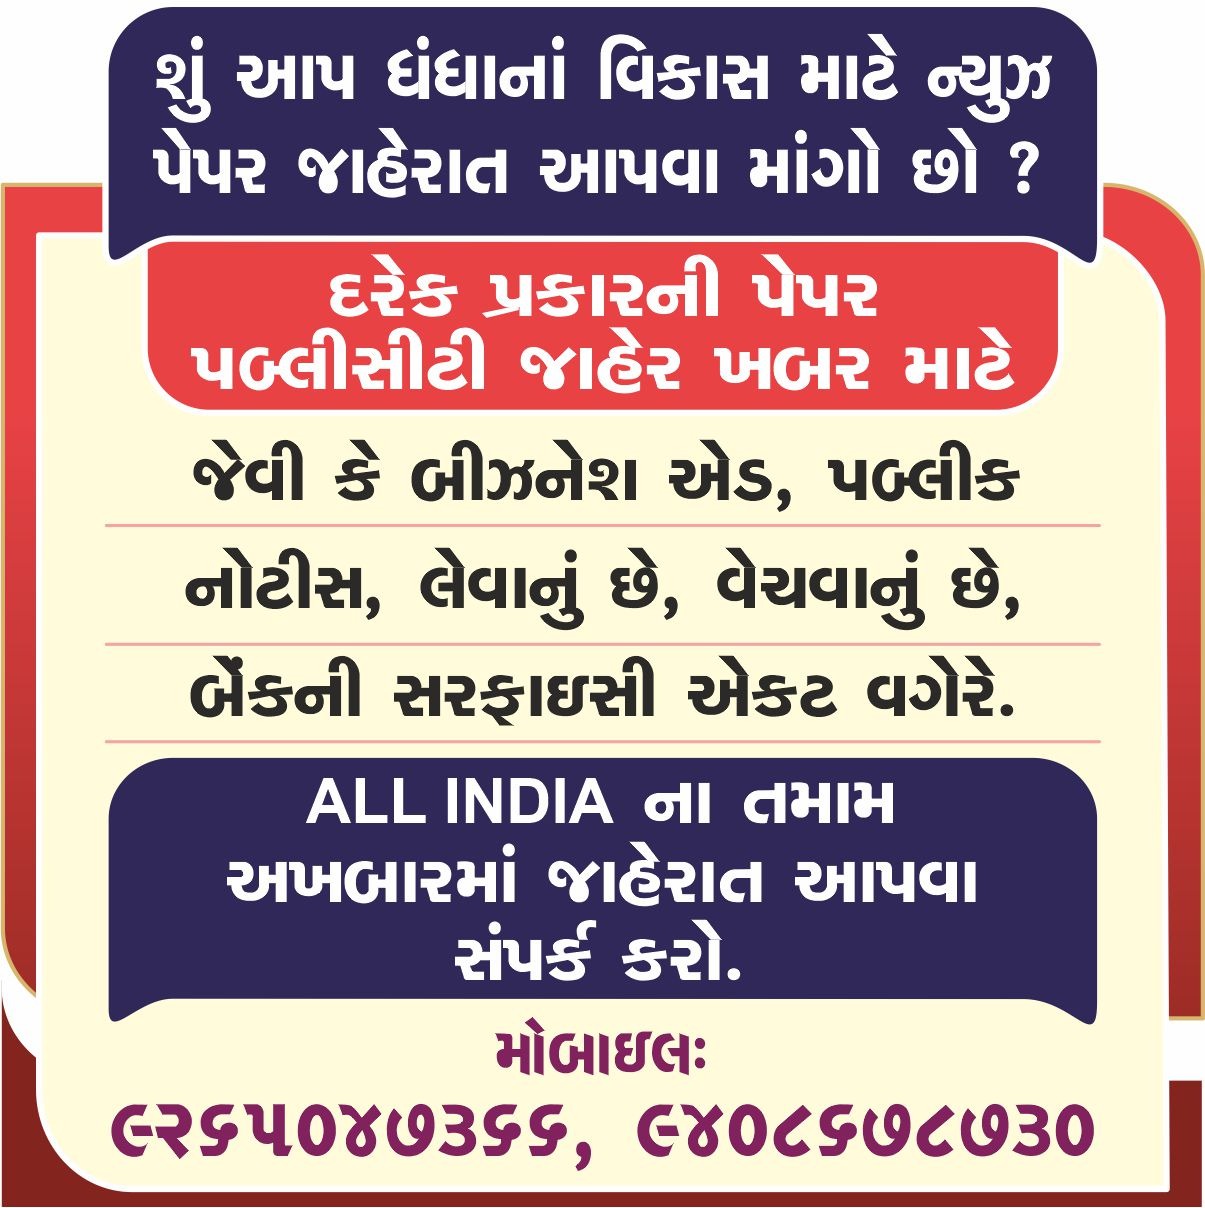 શું આપ ધંધાનાં વિકાસ માટે ન્યુઝ
પેપર જાહેરાત આપવા માંગો છો ?
દરેક પ્રકારની પેપર
પબ્લીસીટી જાહેર ખબર માટે
જેવી કે બીઝનેશ એડ, પબ્લીક
નોટીસ, લેવાનું છે, વેચવાનું છે,
બેંકની સરફાઇસી એકટ વગેરે.
ALL INDIA ના તમામ
અખબારમાં જાહેરાત આપવા
સંપર્ક કરો.
મોબાઇલઃ
૯૨૬૫૦૪૭૩૬૬, ૯૪૦૮૬૭૮૭૩૦